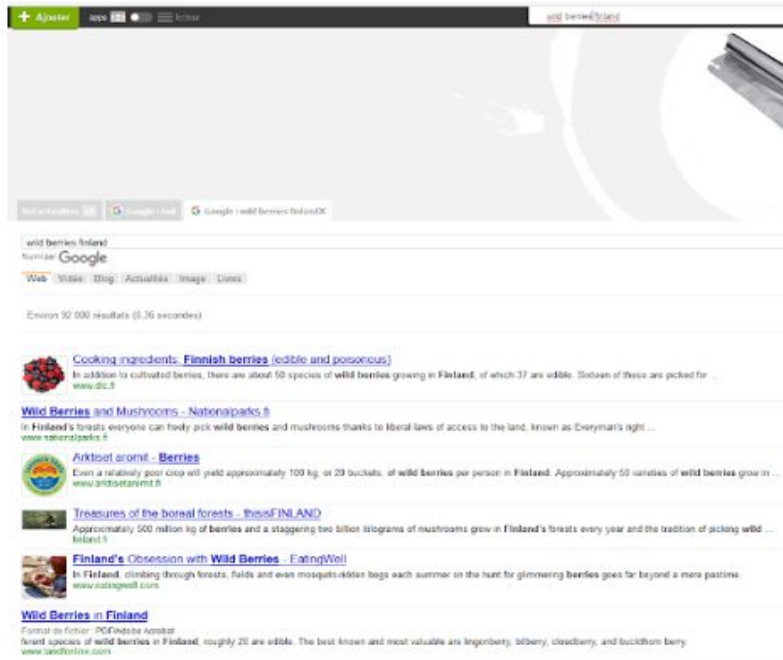 + Ajouter apps
wild berries finland
Google : wild berries finland
wild berries finland
Google
Web Vidéo Blog Actualités Image Livres
Environ 92 000 résultats (0,36 secondes)
Cooking ingredients: Finnish berries (edible and poisonous)
In addition to cultivated berries, there are about 50 species of wild berries growing in Finland, of which 37 are edible. Sixteen of these are picked for ...
www.dlc.fi
Wild Berries and Mushrooms - Nationalparks.fi
In Finland's forests everyone can freely pick wild berries and mushrooms thanks to liberal laws of access to the land, known as Everyman's right ...
www.nationalparks.fi
Arktiset aromit - Berries
Even a relatively poor crop will yield approximately 100 kg, or 20 buckets, of wild berries per person in Finland. Approximately 50 varieties of wild berries grow in ...
www.arktisetaromit.fi
Treasures of the boreal forests - thisisFINLAND
Approximately 500 million kg of berries and a staggering two billion kilograms of mushrooms grow in Finland's forests every year and the tradition of picking wild ...
finland.fi
Finland's Obsession with Wild Berries - EatingWell
In Finland, climbing through forests, fields and even mosquito-ridden bogs each summer on the hunt for glimmering berries goes far beyond a mere pastime.
www.eatingwell.com
Wild Berries in Finland
Format de fichier : PDF/Adobe Acrobat
ferent species of wild berries in Finland, roughly 20 are edible. The best known and most valuable are lingonberry, bilberry, cloudberry, and buckthorn berry.